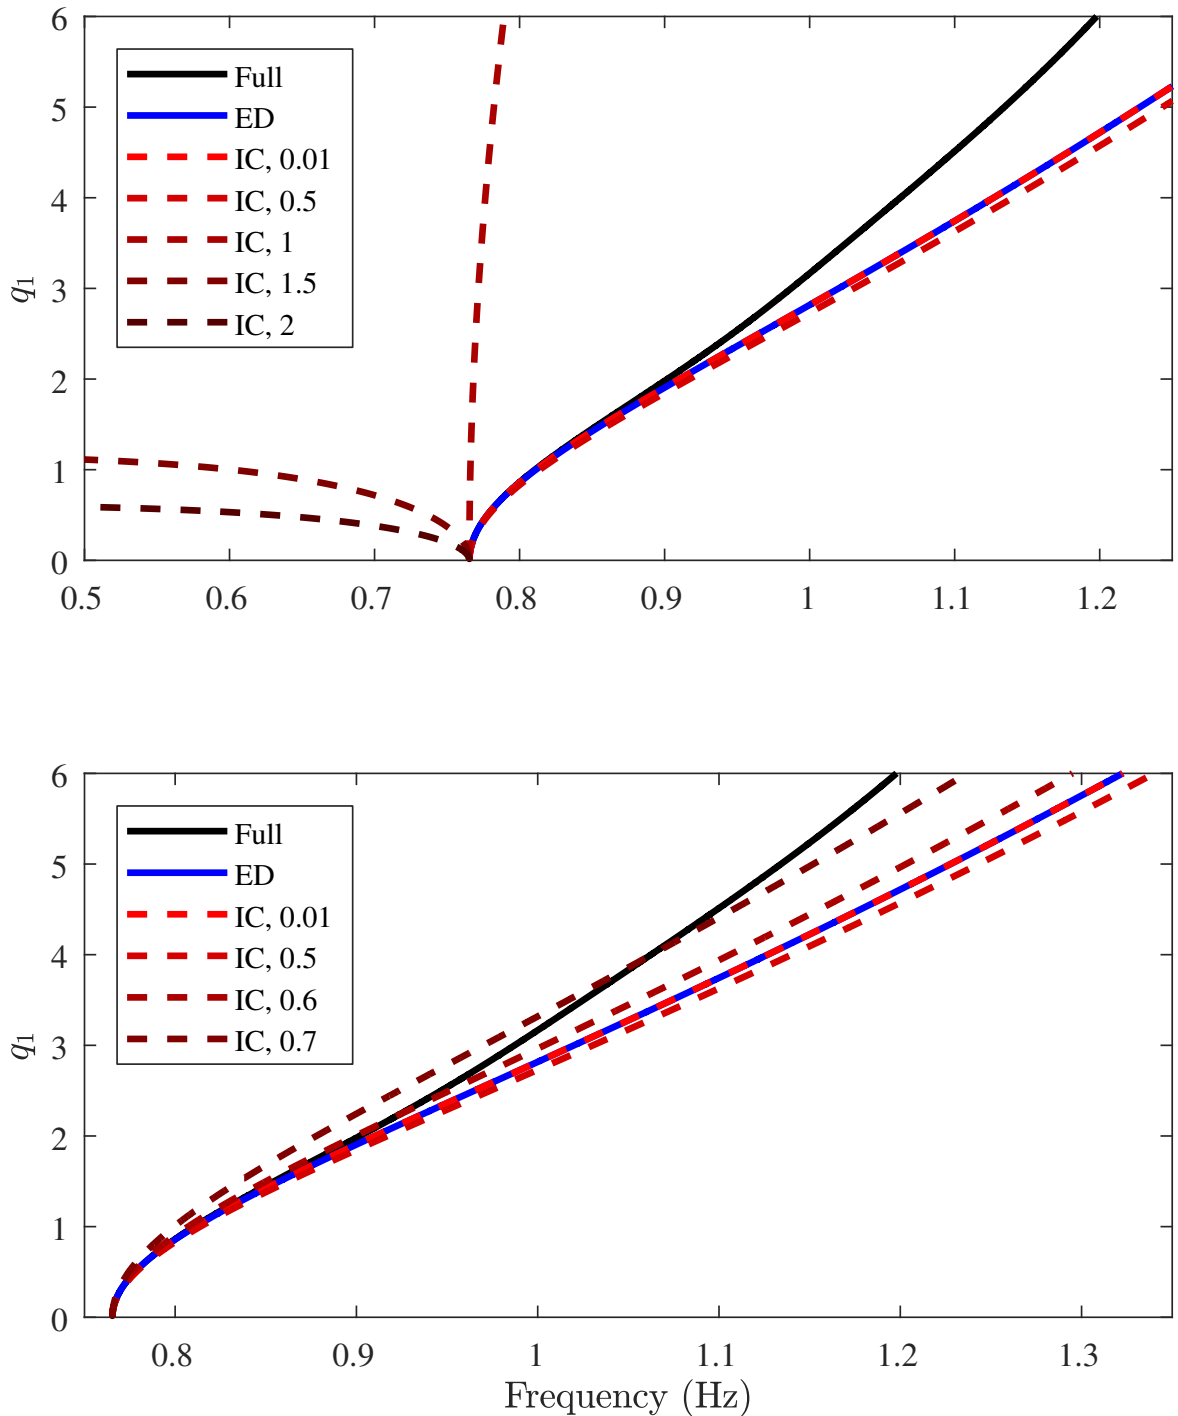 6
5
4
3
2
1
0
q1
Full
ED
IC, 0.01
IC, 0.5
IC, 1
IC, 1.5
IC, 2
0.5 0.6 0.7 0.8 0.9 1 1.1 1.2
6
5
4
3
2
1
0
q1
Full
ED
IC, 0.01
IC, 0.5
IC, 0.6
IC, 0.7
0.8 0.9 1 1.1 1.2 1.3
Frequency (Hz)